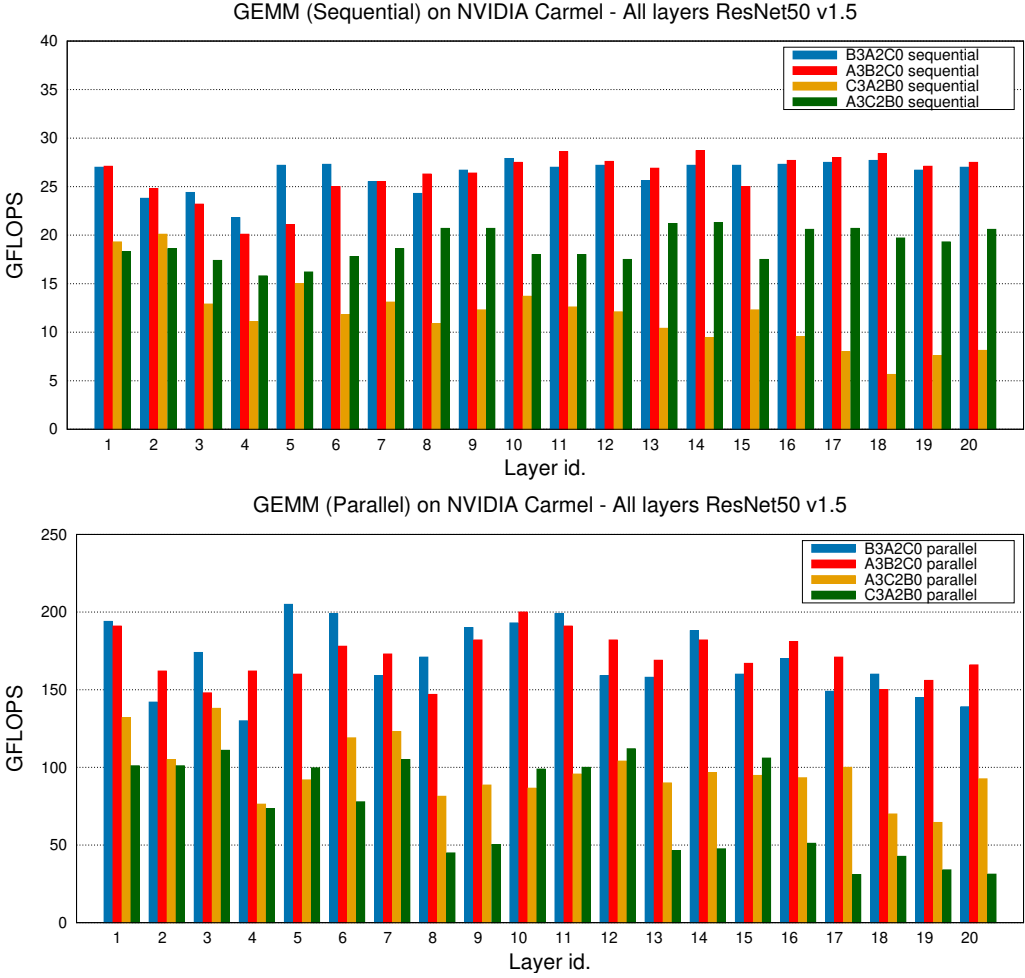 GEMM (Sequential) on NVIDIA Carmel - All layers ResNet50 v1.5
40
35
30
25
20
15
10
5
0
GFLOPS
B3A2C0 sequential
A3B2C0 sequential
C3A2B0 sequential
A3C2B0 sequential
1 2 3 4 5 6 7 8 9 10 11 12 13 14 15 16 17 18 19 20
Layer id.
GEMM (Parallel) on NVIDIA Carmel - All layers ResNet50 v1.5
250
200
150
100
50
0
GFLOPS
B3A2C0 parallel
A3B2C0 parallel
A3C2B0 parallel
C3A2B0 parallel
1 2 3 4 5 6 7 8 9 10 11 12 13 14 15 16 17 18 19 20
Layer id.